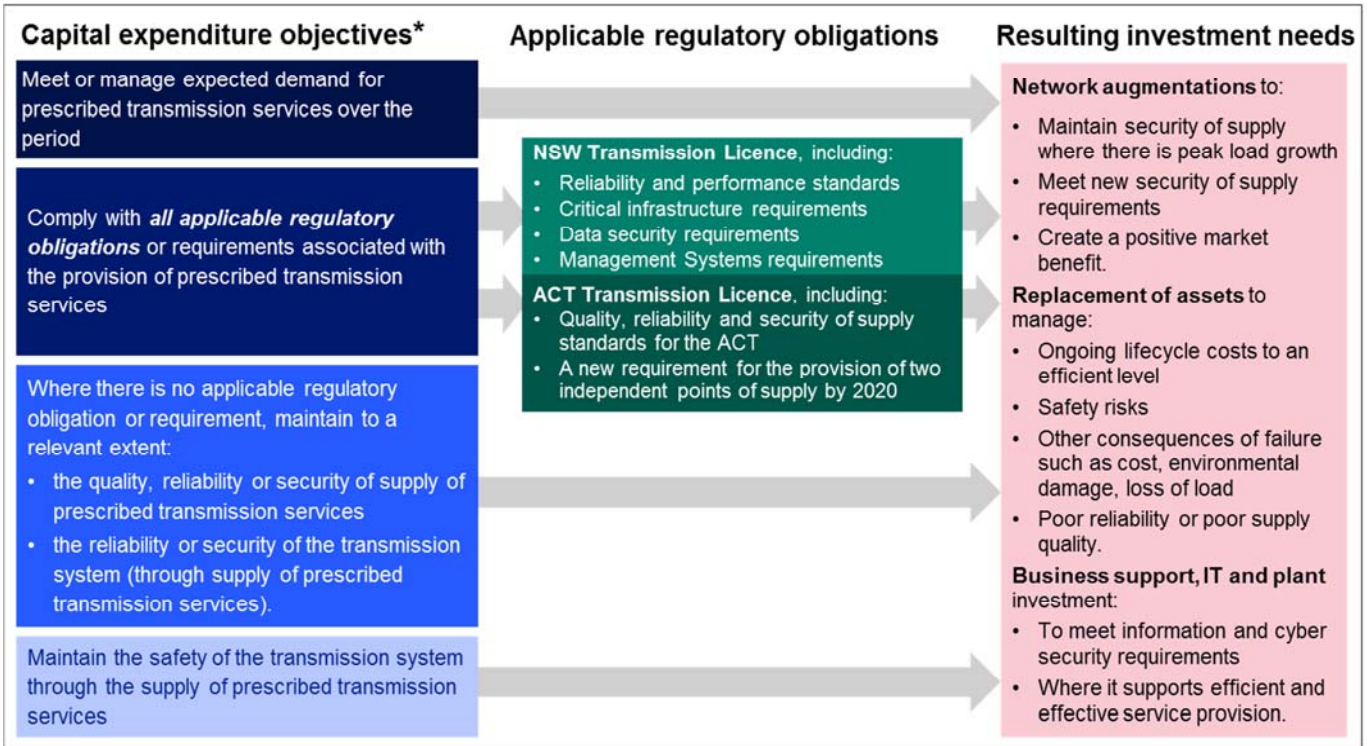 Capital expenditure objectives*
Meet or manage expected demand for
prescribed transmission services over the
period
Comply with all applicable regulatory
obligations or requirements associated with
the provision of prescribed transmission
services
Where there is no applicable regulatory
obligation or requirement, maintain to a
relevant extent:
• the quality, reliability or security of supply of
prescribed transmission services
• the reliability or security of the transmission
system (through supply of prescribed
transmission services).
Maintain the safety of the transmission system
through the supply of prescribed transmission
services
Applicable regulatory obligations
NSW Transmission Licence, including:
• Reliability and performance standards
• Critical infrastructure requirements
• Data security requirements
• Management Systems requirements
ACT Transmission Licence, including:
• Quality, reliability and security of supply
standards for the ACT
• A new requirement for the provision of two
independent points of supply by 2020
Resulting investment needs
Network augmentations to:
• Maintain security of supply
where there is peak load growth
• Meet new security of supply
requirements
• Create a positive market
benefit.
Replacement of assets to
manage:
• Ongoing lifecycle costs to an
efficient level
• Safety risks
• Other consequences of failure
such as cost, environmental
damage, loss of load
• Poor reliability or poor supply
quality.
Business support, IT and plant
investment:
• To meet information and cyber
security requirements
• Where it supports efficient and
effective service provision.